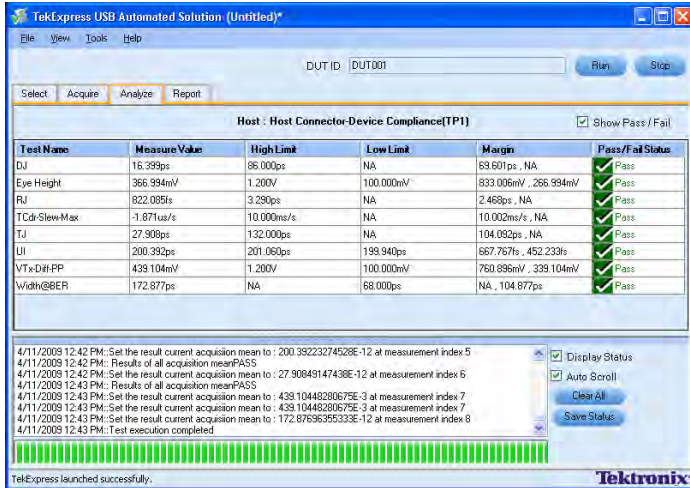 TekExpress USB Automated Solution (Untitled)*
File View Tools Help
DUT ID DUT001 Run Stop
Select Acquire Analyze Report
Host : Host Connector-Device Compliance(TP1) Show Pass / Fail
Test Name Measure Value High Limit Low Limit Margin Pass/Fail Status
DJ 16.399ps 86.000ps NA 69.601ps , NA Pass
Eye Height 366.994mV 1.200V 100.000mV 833.006mV , 266.994mV Pass
RJ 822.085fs 3.290ps NA 2.468ps , NA Pass
TCdr-Slew-Max -1.871us/s 10.000ms/s NA 10.002ms/s , NA Pass
TJ 27.908ps 132.000ps NA 104.092ps , NA Pass
UI 200.392ps 201.060ps 199.940ps 667.767fs , 452.233fs Pass
VTx-Diff-PP 439.104mV 1.200V 100.000mV 760.896mV , 339.104mV Pass
Width@BER 172.877ps NA 68.000ps NA , 104.877ps Pass
4/11/2009 12:42 PM::Set the result current acquisiion mean to : 200.39223274528E-12 at measurement index 5
4/11/2009 12:42 PM:: Results of all acquisition meanPASS
4/11/2009 12:42 PM::Set the result current acquisiion mean to : 27.90849147438E-12 at measurement index 6
4/11/2009 12:43 PM:: Results of all acquisition meanPASS
4/11/2009 12:43 PM::Set the result current acquisiion mean to : 439.10448280675E-3 at measurement index 7
4/11/2009 12:43 PM::Set the result current acquisiion mean to : 439.10448280675E-3 at measurement index 7
4/11/2009 12:43 PM::Set the result current acquisiion mean to : 172.87696355333E-12 at measurement index 8
4/11/2009 12:43 PM::Test execution completed
Display Status
Auto Scroll
Clear All
Save Status
TekExpress launched successfully.
Tektronix